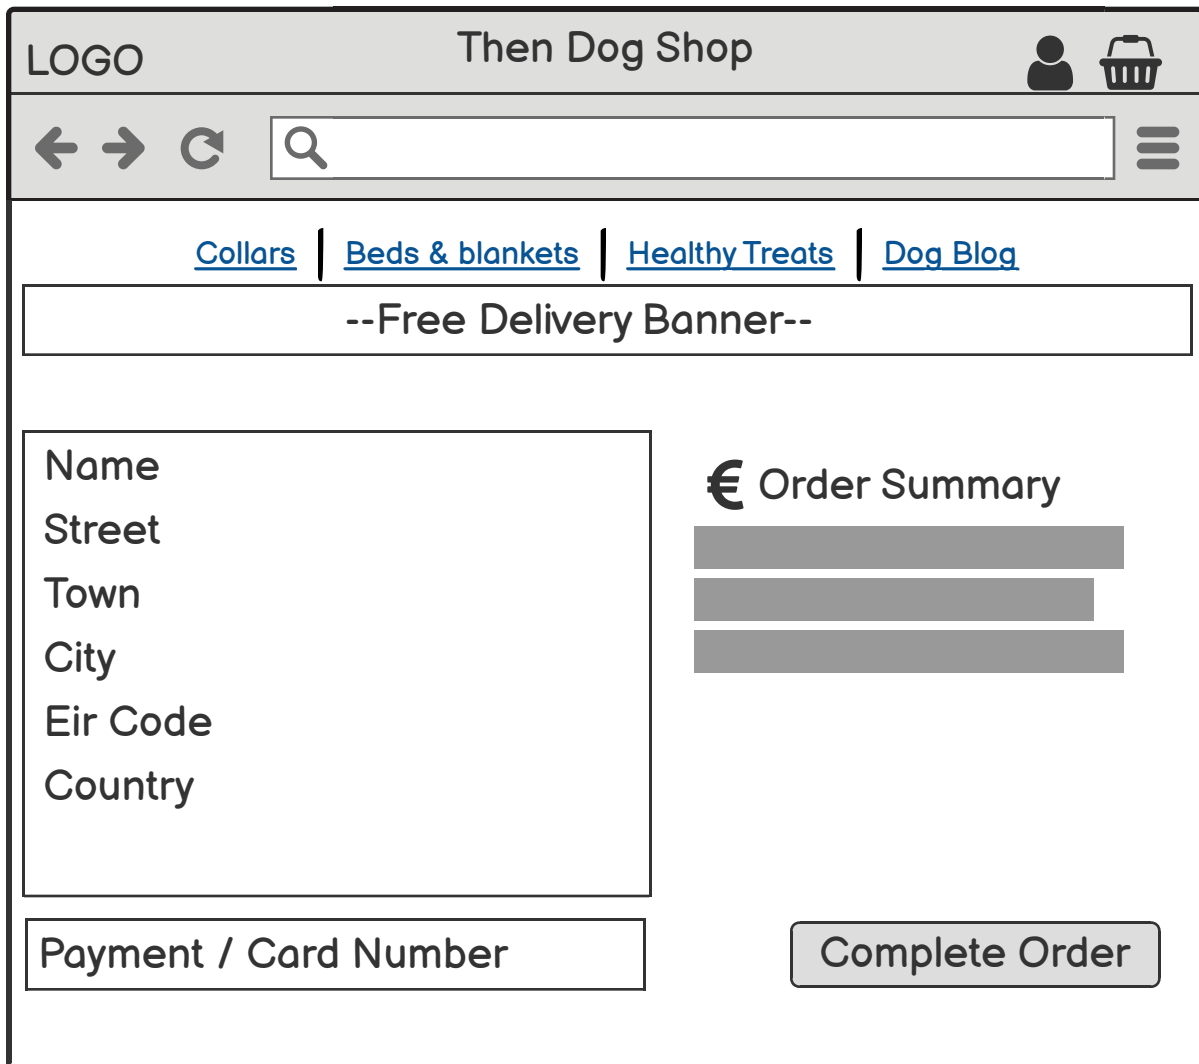 LOGO
Then Dog Shop
Collars
Beds & blankets
Healthy Treats
Dog Blog
--Free Delivery Banner--
Name
Street
Town
City
Eir Code
Country
€ Order Summary
Payment / Card Number
Complete Order